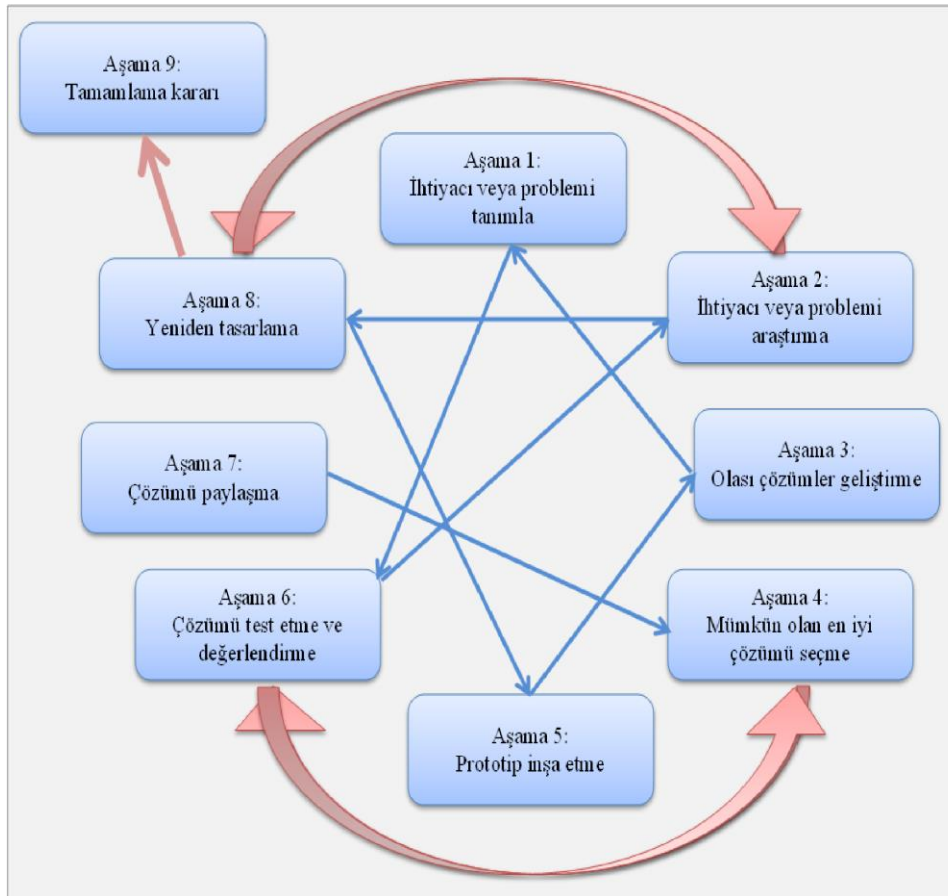 Aşama 9:
Tamamlama kararı
Aşama 1:
İhtiyacı veya problemi
tanımla
Aşama 8:
Yeniden tasarlama
Aşama 2:
İhtiyacı veya problemi
araştırma
Aşama 7:
Çözümü paylaşma
Aşama 3:
Olası çözümler geliştirme
Aşama 6:
Çözümü test etme ve
değerlendirme
Aşama 4:
Mümkün olan en iyi
çözümü seçme
Aşama 5:
Prototip inşa etme